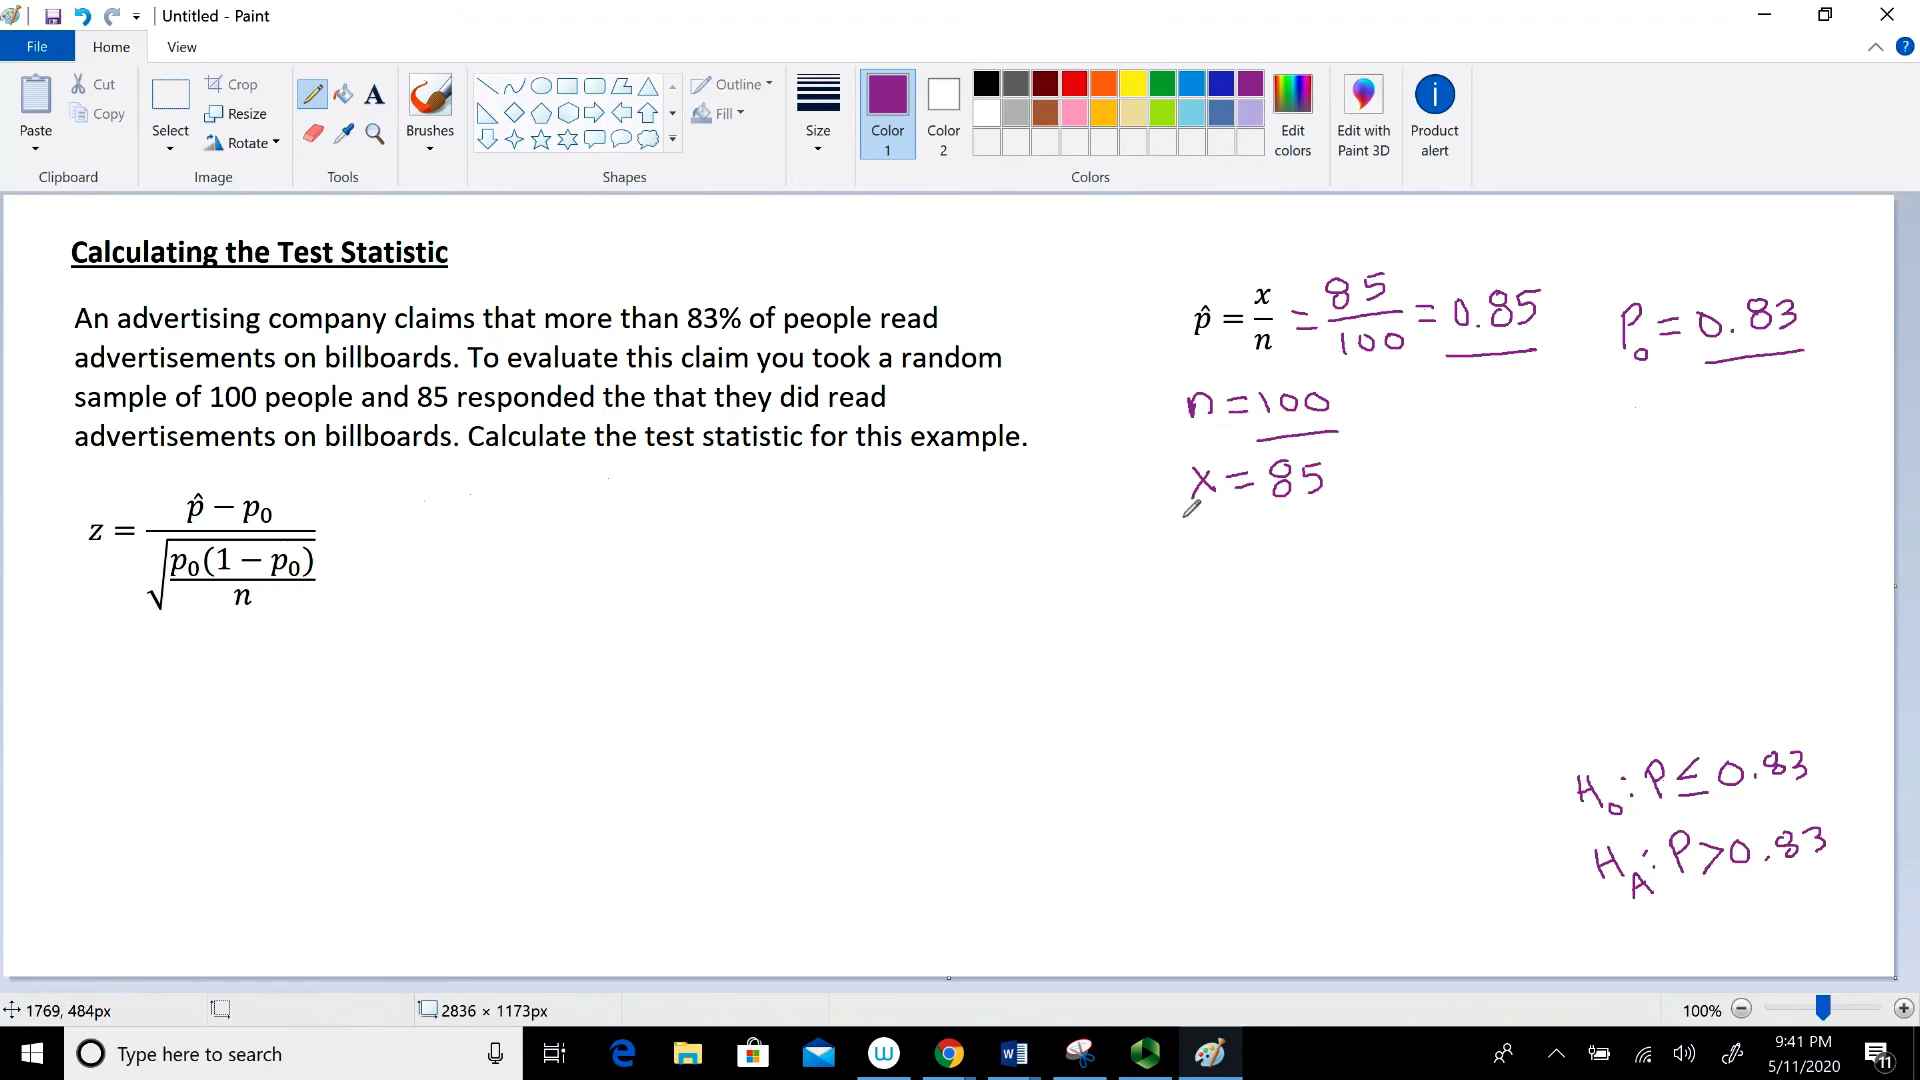 Untitled - Paint
File Home View
Cut
Copy
Paste
Clipboard
Crop
Resize
Rotate
Select
Image
Tools
Brushes
Outline
Fill
Shapes
Size
Color 1
Color 2
Edit colors
Colors
Edit with Paint 3D
Product alert
Calculating the Test Statistic
An advertising company claims that more than 83% of people read
advertisements on billboards. To evaluate this claim you took a random
sample of 100 people and 85 responded the that they did read
advertisements on billboards. Calculate the test statistic for this example.
z = (p̂ − p₀) / √(p₀(1 − p₀)/n)
p̂ = x/n = 85/100 = 0.85
P₀ = 0.83
n = 100
x = 85
H₀: P ≤ 0.83
H_A: P > 0.83
1769, 484px
2836 × 1173px
100%
Type here to search
9:41 PM
5/11/2020
11